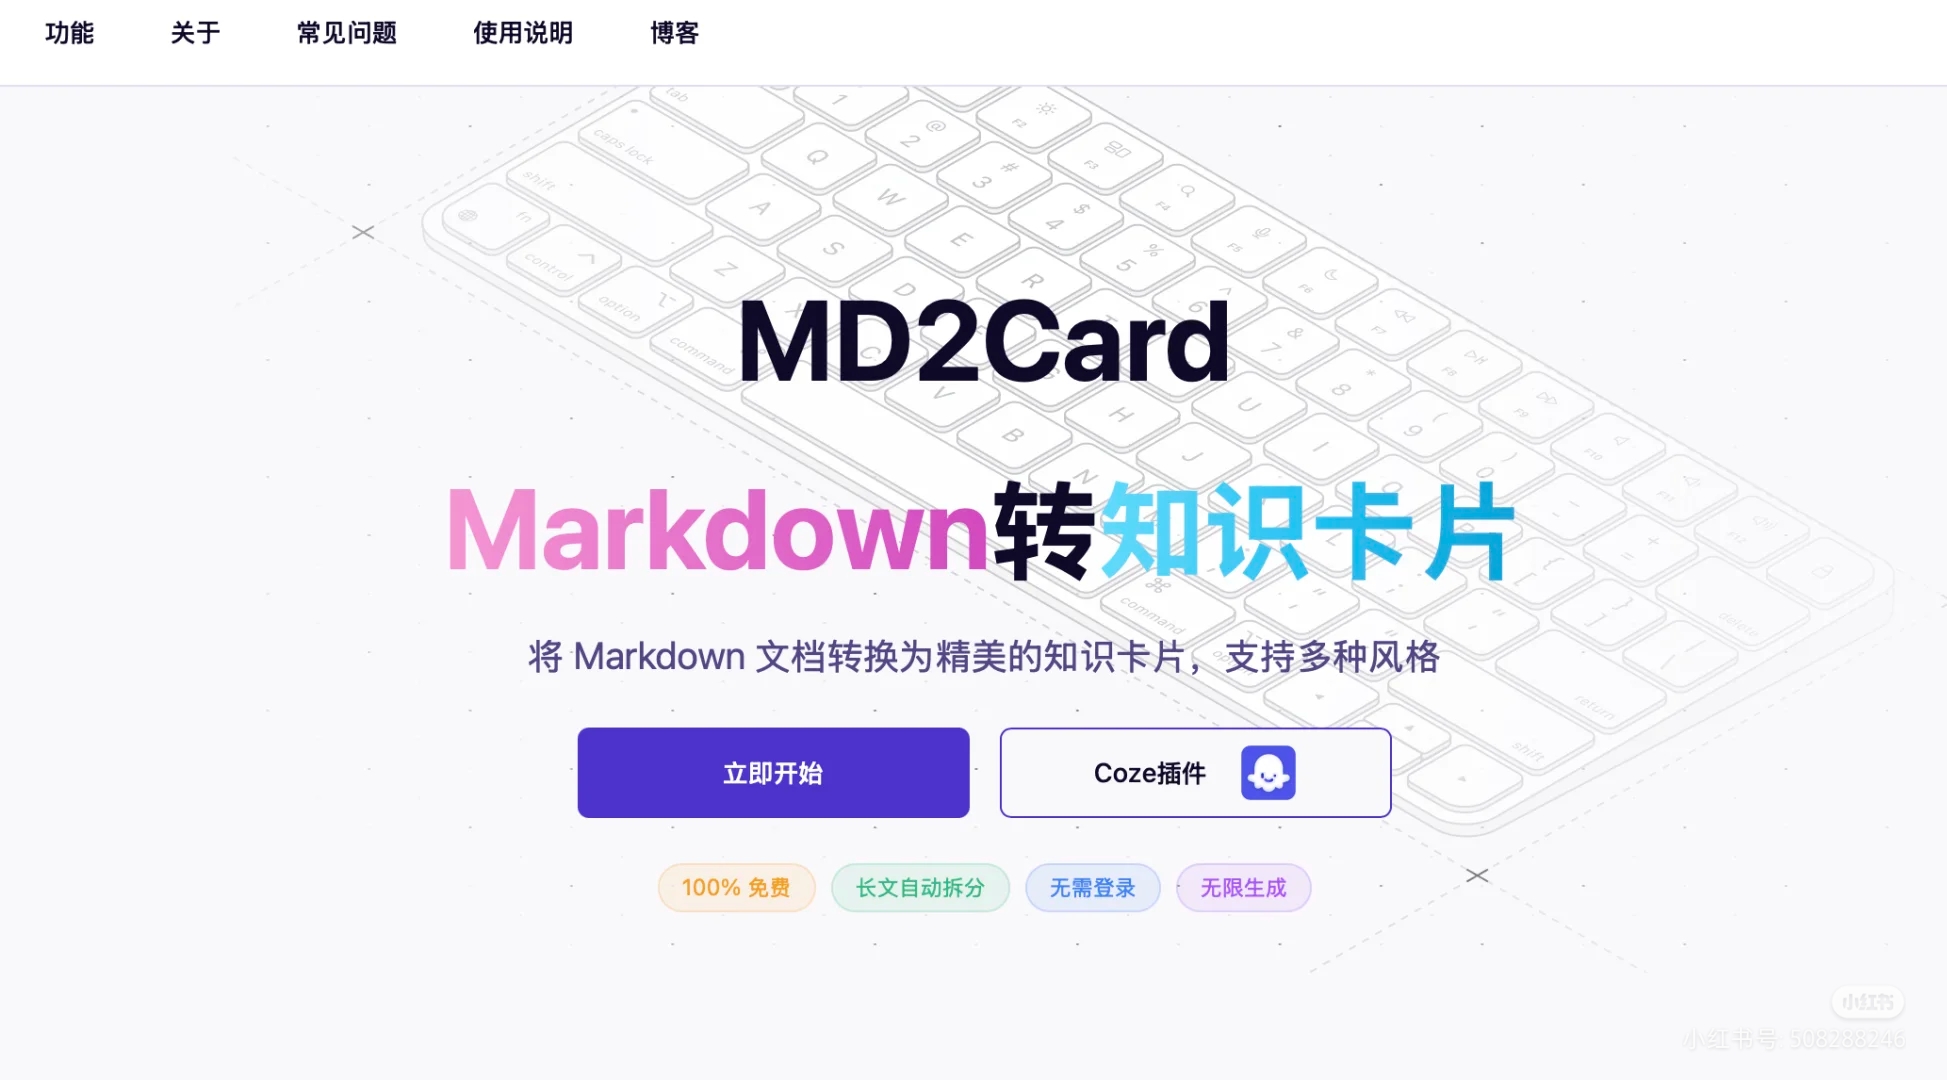 功能 关于 常见问题 使用说明 博客
MD2Card
Markdown转知识卡片
将 Markdown 文档转换为精美的知识卡片，支持多种风格
立即开始 Coze插件
100% 免费 长文自动拆分 无需登录 无限生成
小红书
小红书号: 508288246